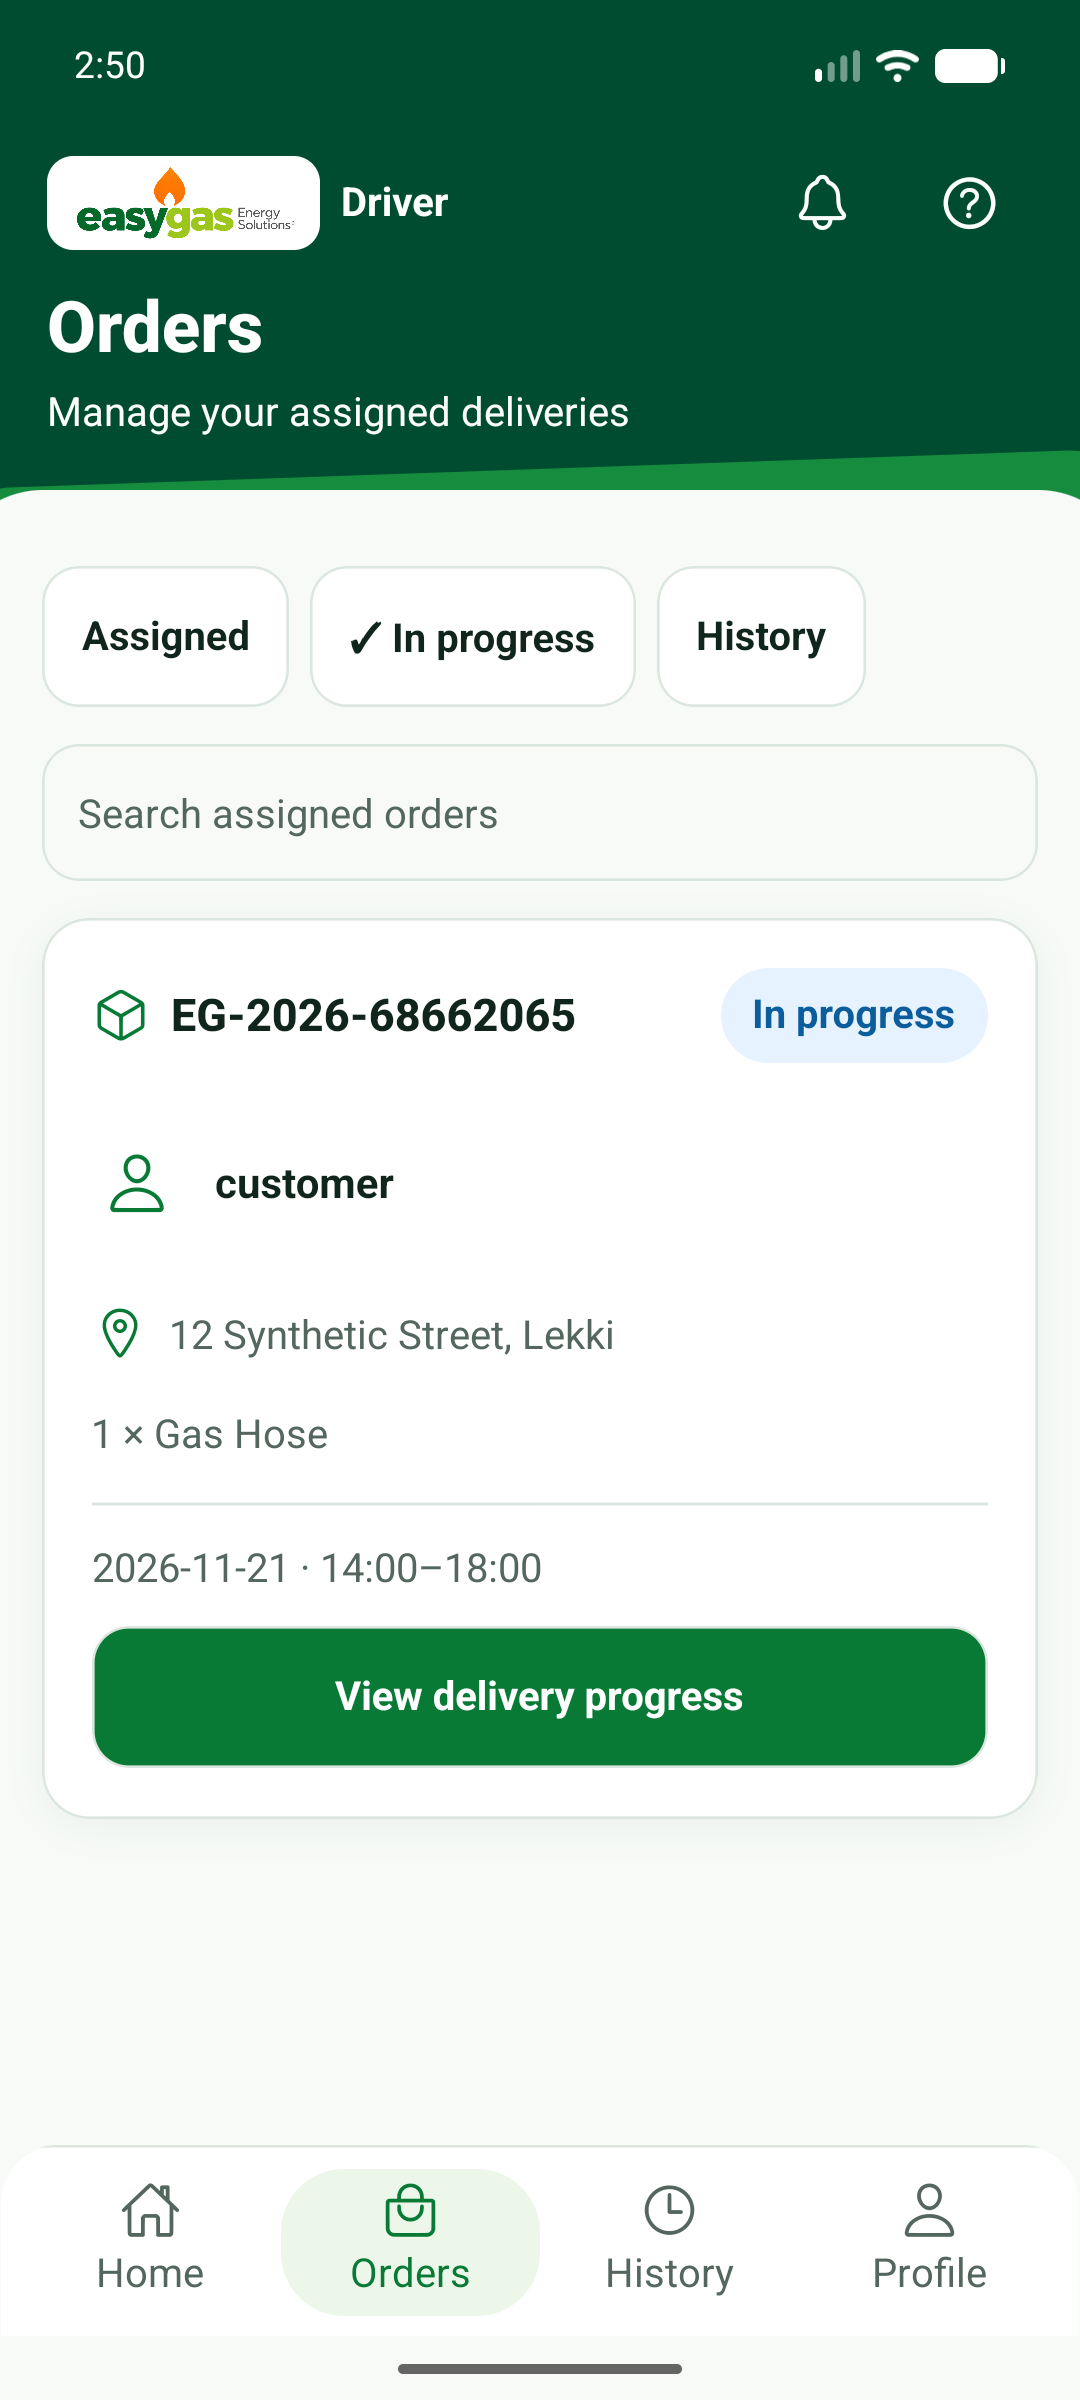 2:50
easygas Energy Solutions
Driver
Orders
Manage your assigned deliveries
Assigned
✓ In progress
History
Search assigned orders
EG-2026-68662065
In progress
customer
12 Synthetic Street, Lekki
1 × Gas Hose
2026-11-21 · 14:00–18:00
View delivery progress
Home
Orders
History
Profile